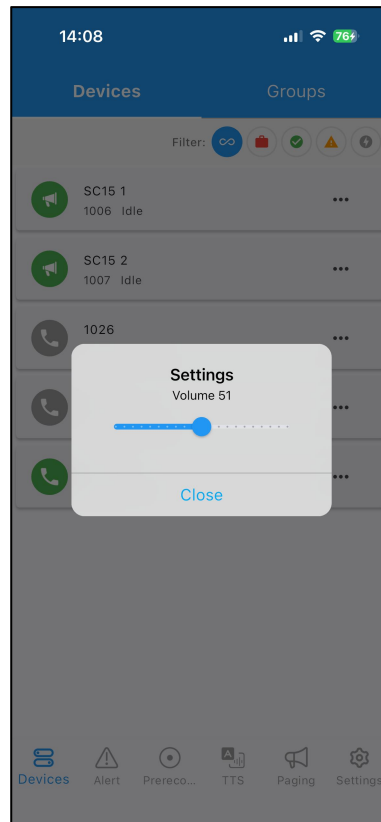 14:08
76
Devices
Groups
Filter:
SC15 1
1006 Idle
SC15 2
1007 Idle
1026
Settings
Volume 51
Close
Devices
Alert
Prereco...
TTS
Paging
Settings